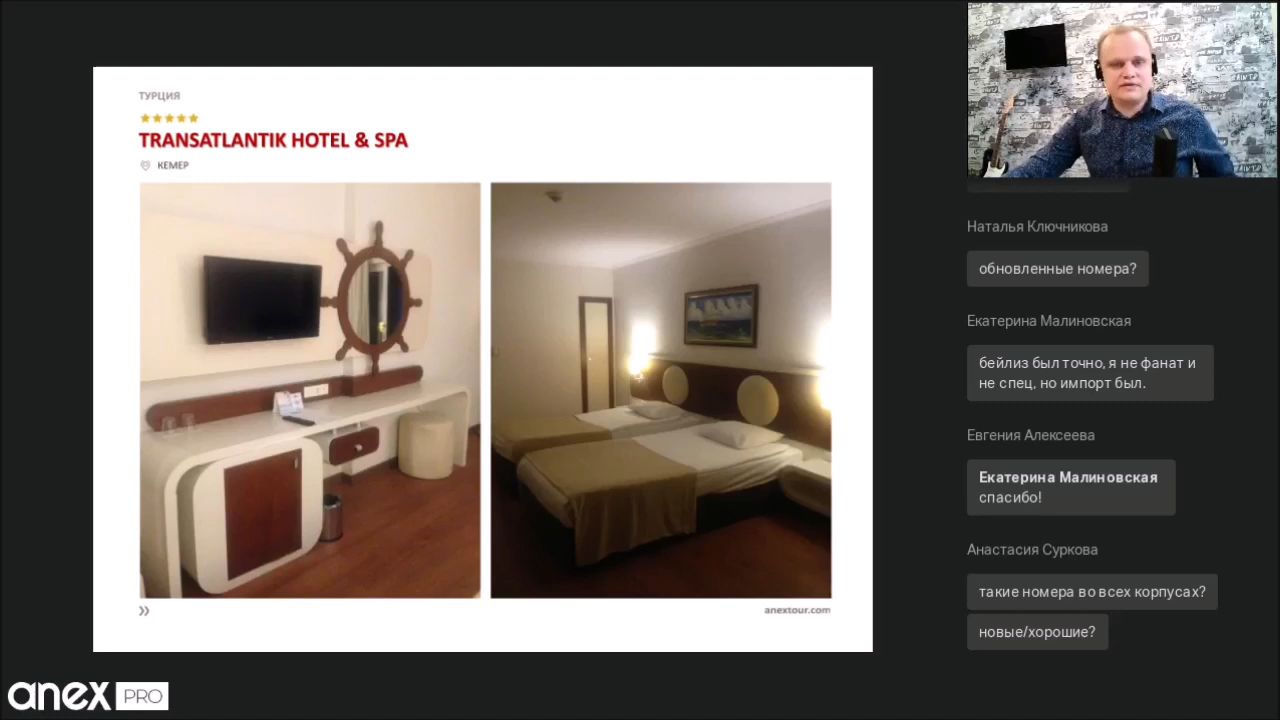 ТУРЦИЯ
TRANSATLANTIK HOTEL & SPA
КЕМЕР
anextour.com
anex PRO
Наталья Ключникова
обновленные номера?
Екатерина Малиновская
бейлиз был точно, я не фанат и
не спец, но импорт был.
Евгения Алексеева
Екатерина Малиновская
спасибо!
Анастасия Суркова
такие номера во всех корпусах?
новые/хорошие?